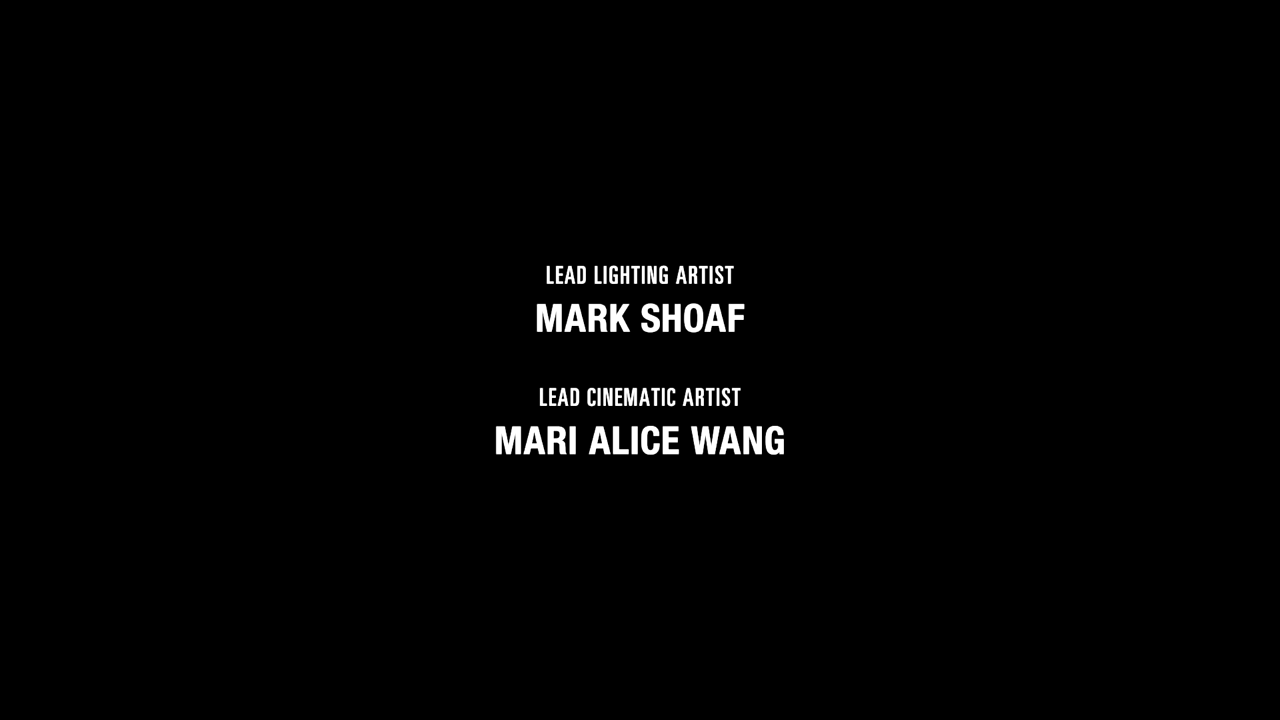 LEAD LIGHTING ARTIST
MARK SHOAF
LEAD CINEMATIC ARTIST
MARI ALICE WANG